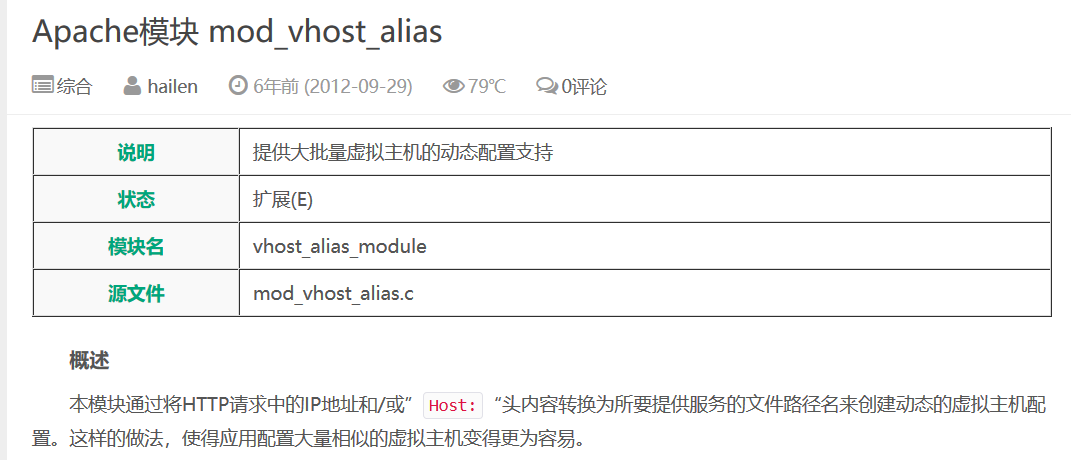 Apache模块 mod_vhost_alias
综合 hailen 6年前 (2012-09-29) 79℃ 0评论
说明 提供大批量虚拟主机的动态配置支持
状态 扩展(E)
模块名 vhost_alias_module
源文件 mod_vhost_alias.c
概述
本模块通过将HTTP请求中的IP地址和/或”Host:“头内容转换为所要提供服务的文件路径名来创建动态的虚拟主机配
置。这样的做法，使得应用配置大量相似的虚拟主机变得更为容易。